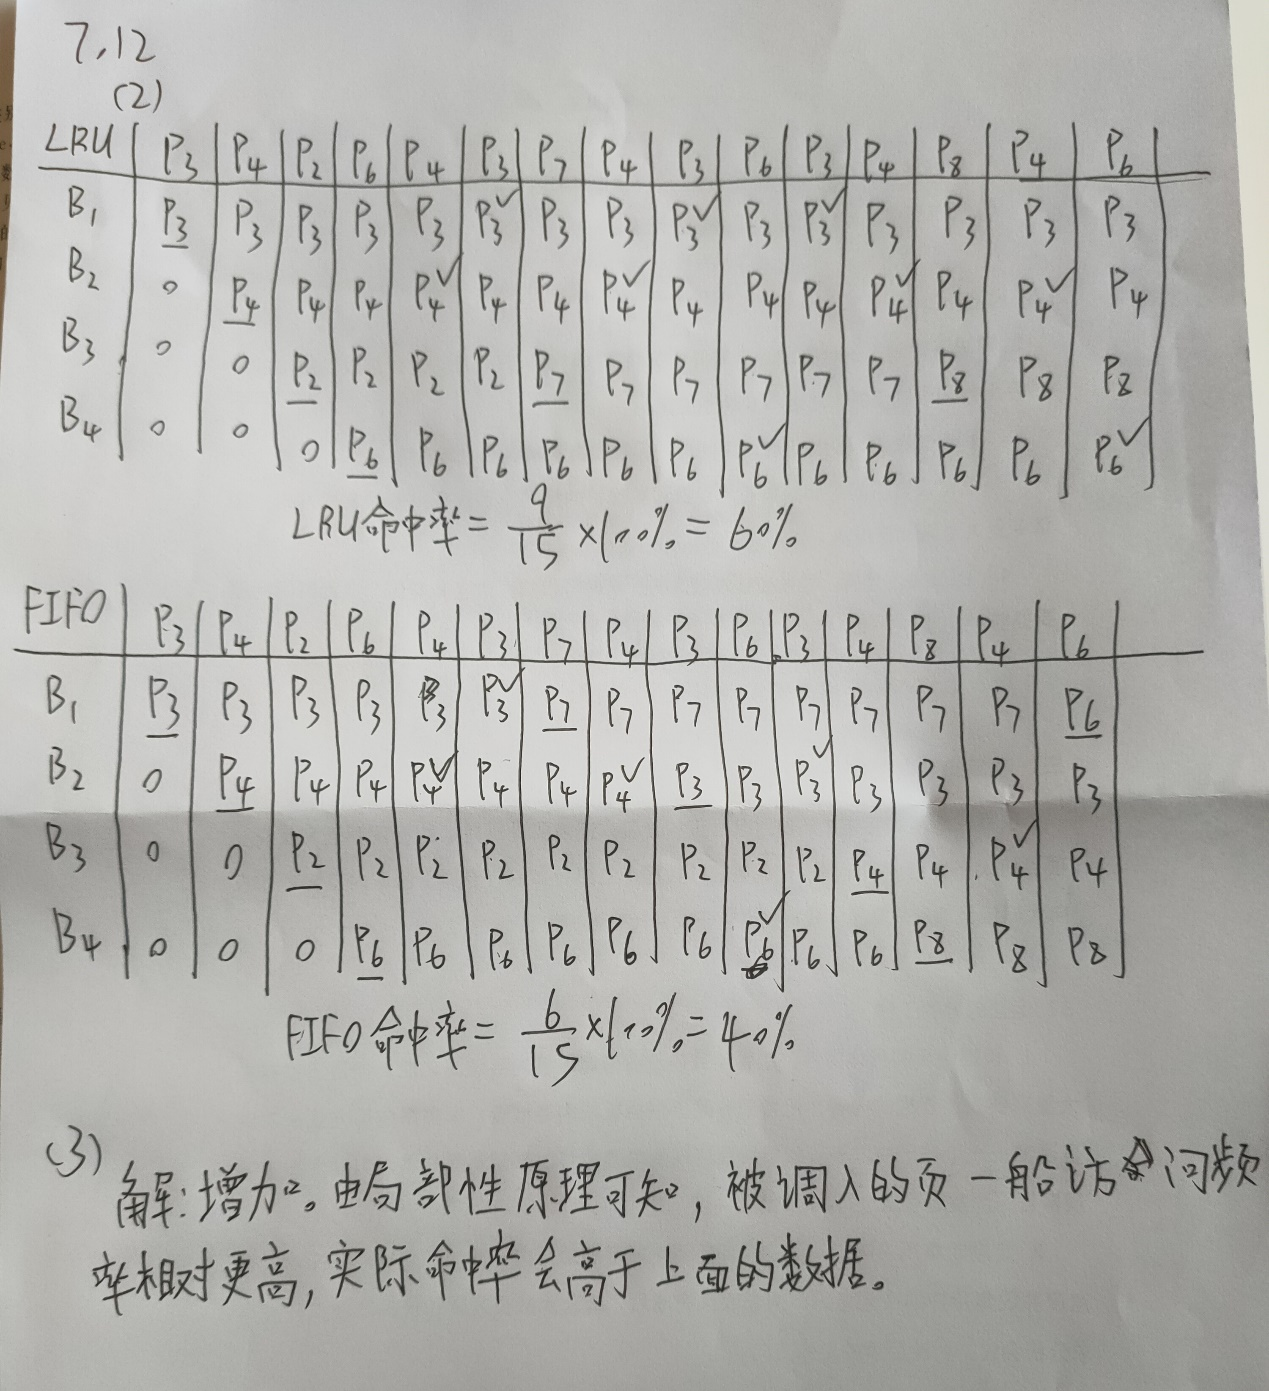 7.12
(2)
LRU P3 P4 P2 P6 P4 P3 P7 P4 P3 P6 P3 P4 P8 P4 P6
B1 P3 P3 P3 P3 P3 P3✓ P3 P3 P3✓ P3 P3✓ P3 P3 P3 P3
B2 0 P4 P4 P4 P4✓ P4 P4 P4✓ P4 P4 P4 P4✓ P4 P4✓ P4
B3 0 0 P2 P2 P2 P2 P7 P7 P7 P7 P7 P7 P8 P8 P8
B4 0 0 0 P6 P6 P6 P6 P6 P6 P6✓ P6 P6 P6 P6 P6✓
LRU命中率 = 9/15 ×100% = 60%
FIFO P3 P4 P2 P6 P4 P3 P7 P4 P3 P6 P3 P4 P8 P4 P6
B1 P3 P3 P3 P3 P3 P3✓ P7 P7 P7 P7 P7 P7 P7 P7 P6
B2 0 P4 P4 P4 P4✓ P4 P4 P4✓ P3 P3 P3✓ P3 P3 P3 P3
B3 0 0 P2 P2 P2 P2 P2 P2 P2 P2 P2 P4 P4 P4✓ P4
B4 0 0 0 P6 P6 P6 P6 P6 P6 P6✓ P6 P6 P8 P8 P8
FIFO命中率 = 6/15 ×100% = 40%
(3)
解:增加。由局部性原理可知,被调入的页一般访问频
率相对更高,实际命中率会高于上面的数据。